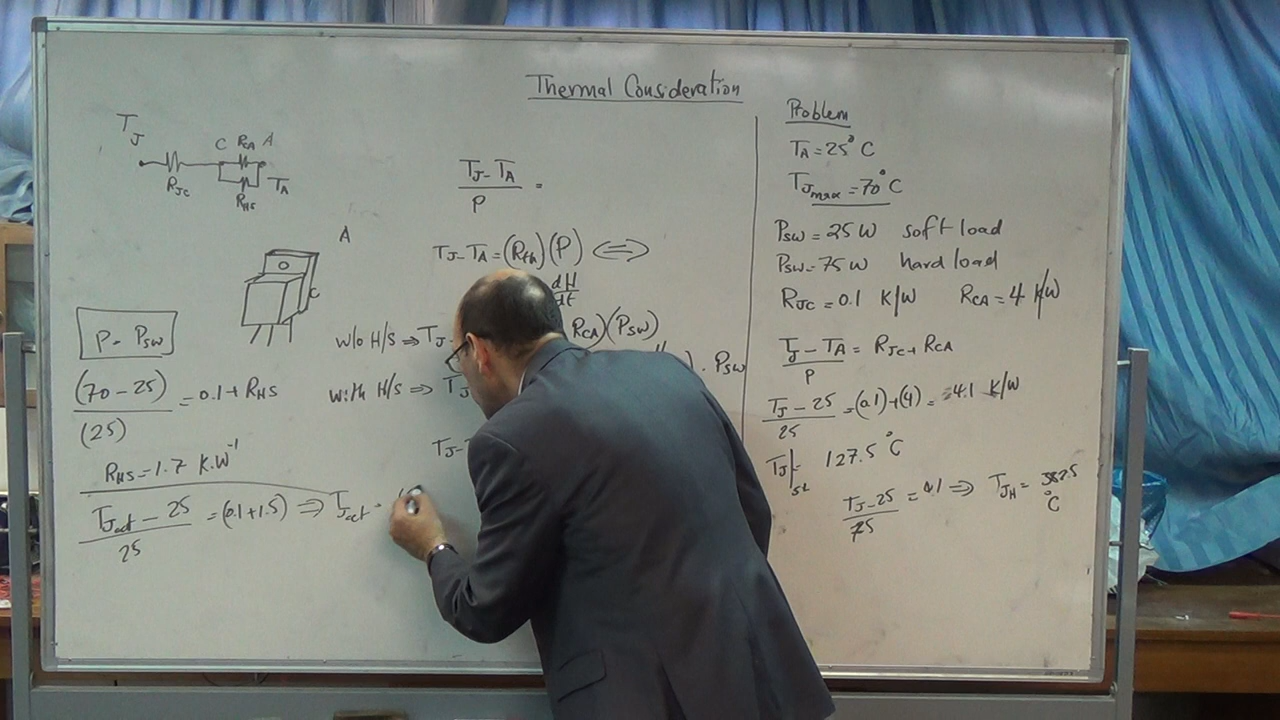 Thermal Consideration
T_J
C R_CA A
R_JC
R_HS
T_A
A
C
P = P_SW
(70 - 25)
(25)
= 0.1 + R_HS
R_HS = 1.7 K.W⁻¹
T_Jact - 25
25
= (0.1 + 1.5) ⇒ T_Jact =
T_J - T_A
P
=
T_J - T_A = (R_th)(P) ⇔
dH
dt
w/o H/S ⇒ T_J - R_CA)(P_SW)
with H/S ⇒ T_J ). P_SW
T_J -
Problem
T_A = 25°C
T_Jmax = 70°C
P_SW = 25 W soft load
P_SW = 75 W hard load
R_JC = 0.1 K/W R_CA = 4 K/W
T_J - T_A
P
= R_JC + R_CA
T_J - 25
25
= (0.1) + (4) = 4.1 K/W
T_J| = 127.5 °C
T_J - 25
75
= 4.1 ⇒ T_JH = 332.5 °C